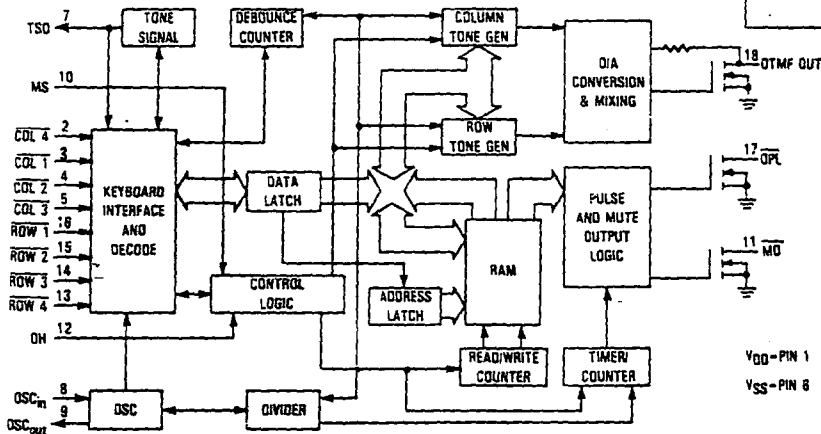 TSO 7
TONE SIGNAL
DEBOUNCE COUNTER
COLUMN TONE GEN
D/A CONVERSION & MIXING
18 DTMF OUT
MS 10
ROW TONE GEN
COL 4 2
COL 1 3
COL 2 4
COL 3 5
ROW 1 16
ROW 2 15
ROW 3 14
ROW 4 13
KEYBOARD INTERFACE AND DECODE
DATA LATCH
17 OPL
PULSE AND MUTE OUTPUT LOGIC
RAM
11 MO
CONTROL LOGIC
ADDRESS LATCH
OH 12
READ/WRITE COUNTER
TIMER/ COUNTER
VDD=PIN 1
VSS=PIN 6
OSCin 8
OSCout 9
OSC
DIVIDER